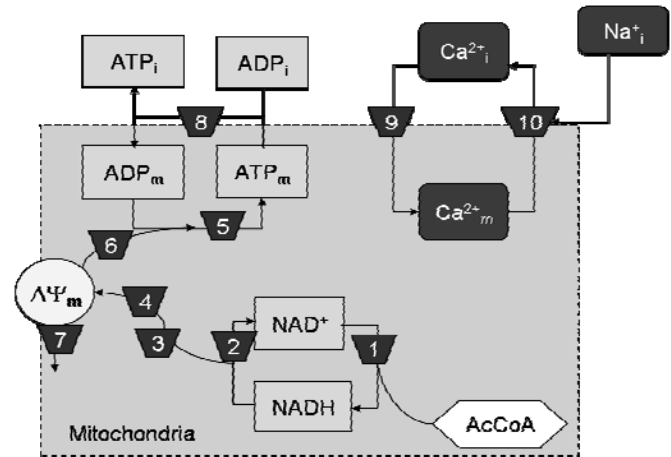 ATPᵢ
ADPᵢ
Ca²⁺ᵢ
Na⁺ᵢ
8
9
10
ADPₘ
ATPₘ
Ca²⁺ₘ
6
5
ΔΨₘ
4
7
3
2
NAD⁺
1
NADH
AcCoA
Mitochondria